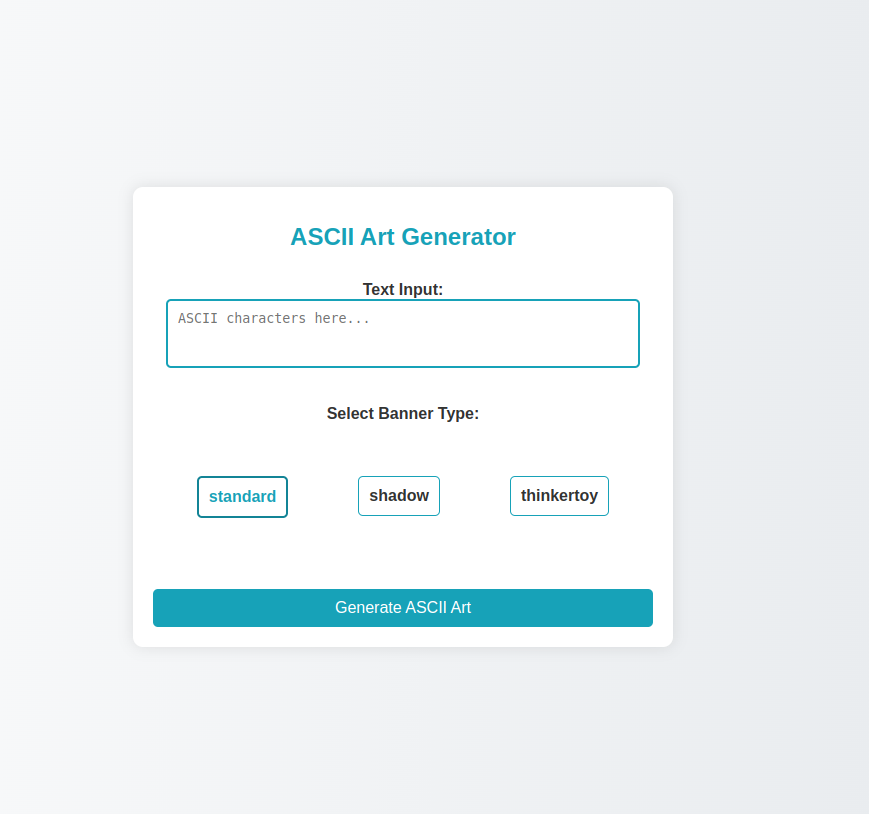 ASCII Art Generator
Text Input:
ASCII characters here...
Select Banner Type:
standard shadow thinkertoy
Generate ASCII Art